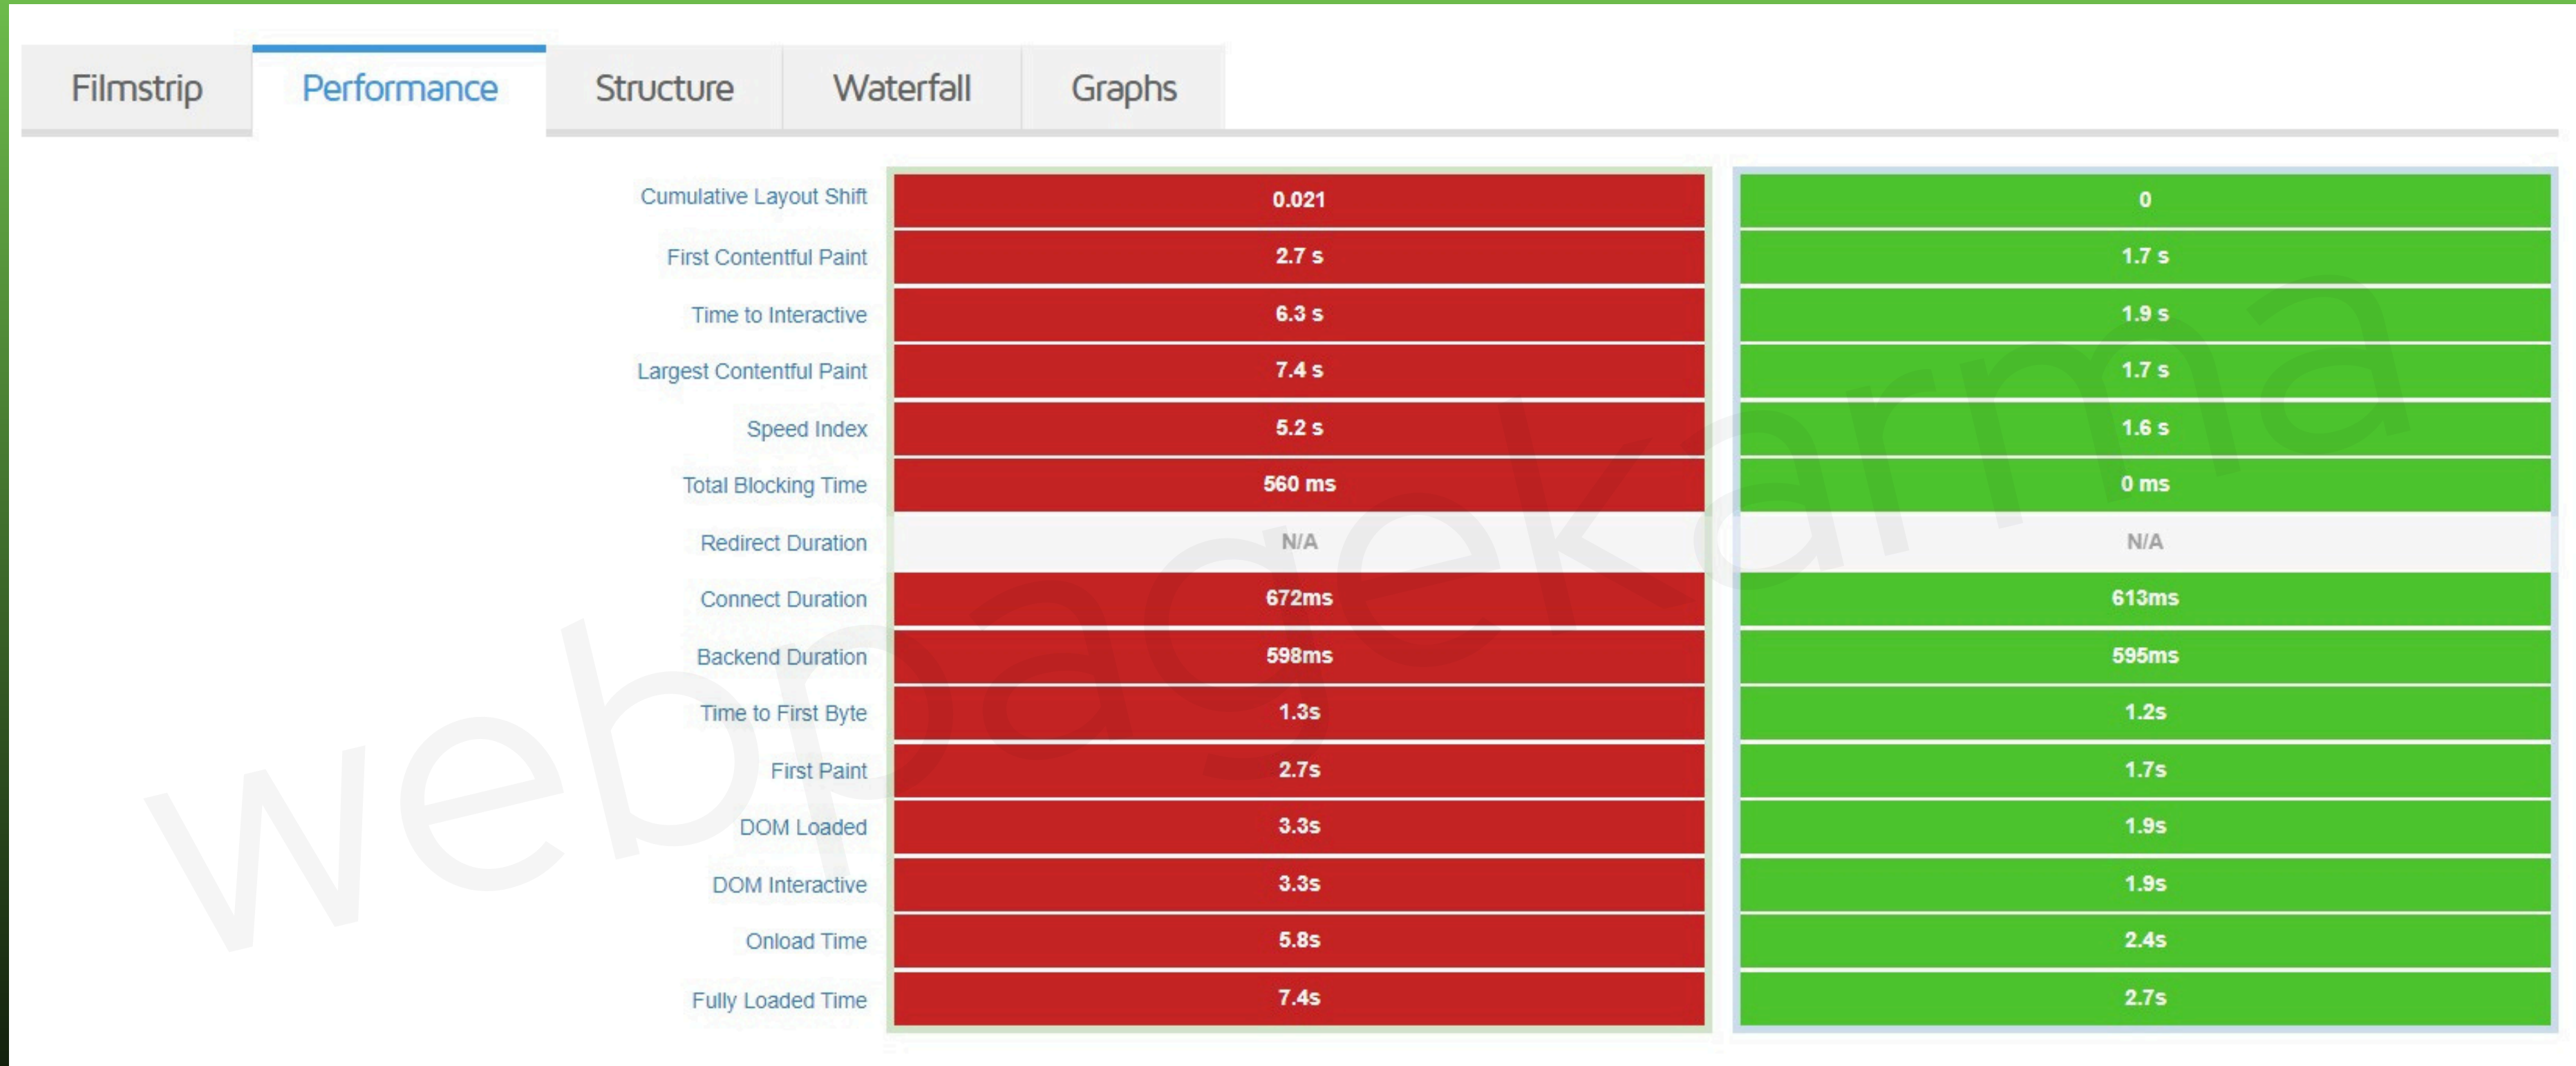 Filmstrip Performance Structure Waterfall Graphs
Cumulative Layout Shift 0.021 0
First Contentful Paint 2.7 s 1.7 s
Time to Interactive 6.3 s 1.9 s
Largest Contentful Paint 7.4 s 1.7 s
Speed Index 5.2 s 1.6 s
Total Blocking Time 560 ms 0 ms
Redirect Duration N/A N/A
Connect Duration 672ms 613ms
Backend Duration 598ms 595ms
Time to First Byte 1.3s 1.2s
First Paint 2.7s 1.7s
DOM Loaded 3.3s 1.9s
DOM Interactive 3.3s 1.9s
Onload Time 5.8s 2.4s
Fully Loaded Time 7.4s 2.7s
webpagekarma